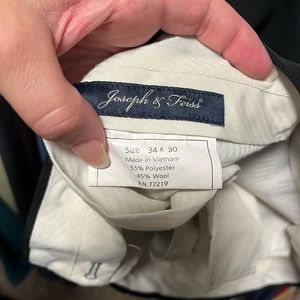 Joseph & Feiss®
Size 34 x 30
Made in Vietnam
55% Polyester
45% Wool
RN 77219